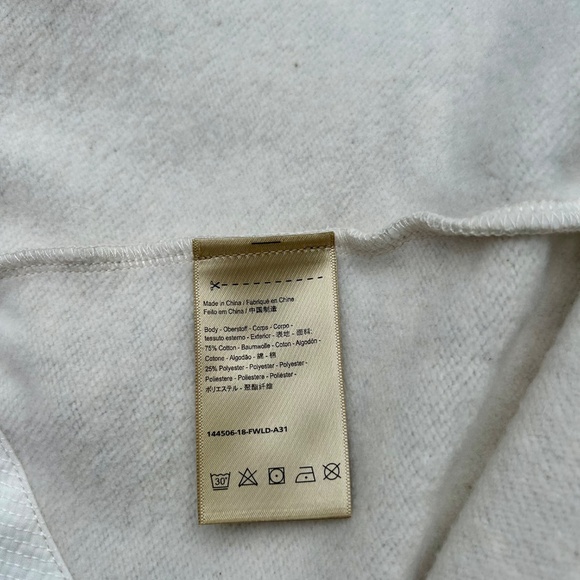 Made in China / Fabriqué en Chine
Feito em China / 中国制造
Body - Oberstoff - Corps - Corpo -
tessuto esterno - Exterior - 表地 - 面料:
75% Cotton - Baumwolle - Coton - Algodon -
Cotone - Algodão - 綿 - 棉
25% Polyester - Polyester - Polyester -
Poliestere - Poliestere - Poliéster -
ポリエステル - 聚酯纤维
144506-18-FWLD-A31
30°